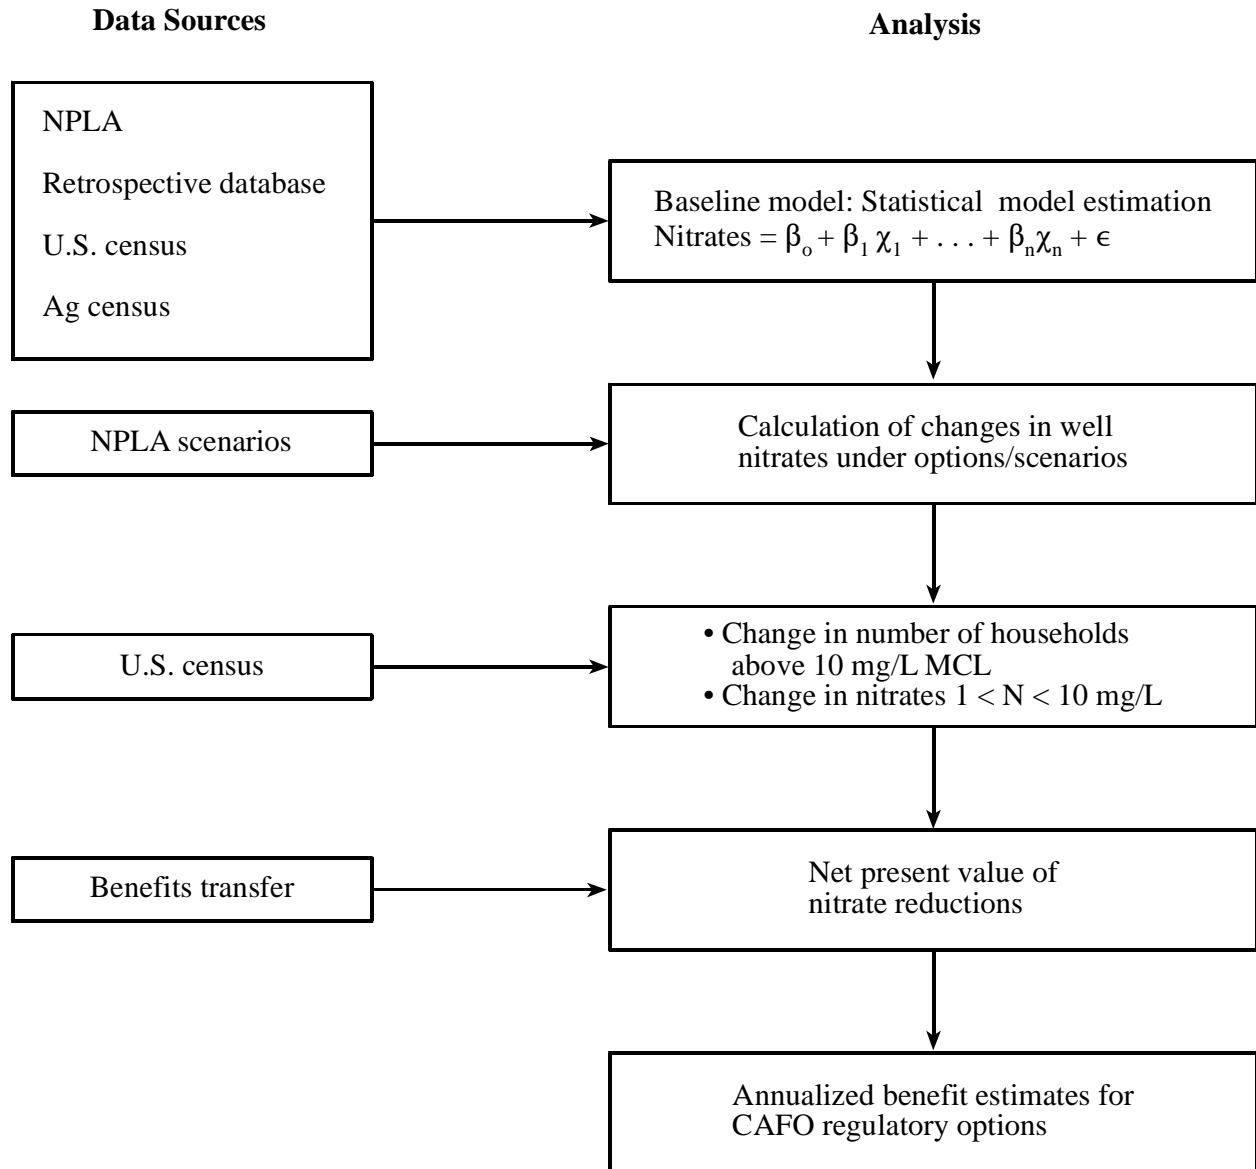 Data Sources
Analysis
NPLA
Retrospective database
U.S. census
Ag census
Baseline model: Statistical model estimation
Nitrates = β₀ + β₁ χ₁ + . . . + βₙχₙ + ϵ
NPLA scenarios
Calculation of changes in well
nitrates under options/scenarios
U.S. census
• Change in number of households
above 10 mg/L MCL
• Change in nitrates 1 < N < 10 mg/L
Benefits transfer
Net present value of
nitrate reductions
Annualized benefit estimates for
CAFO regulatory options